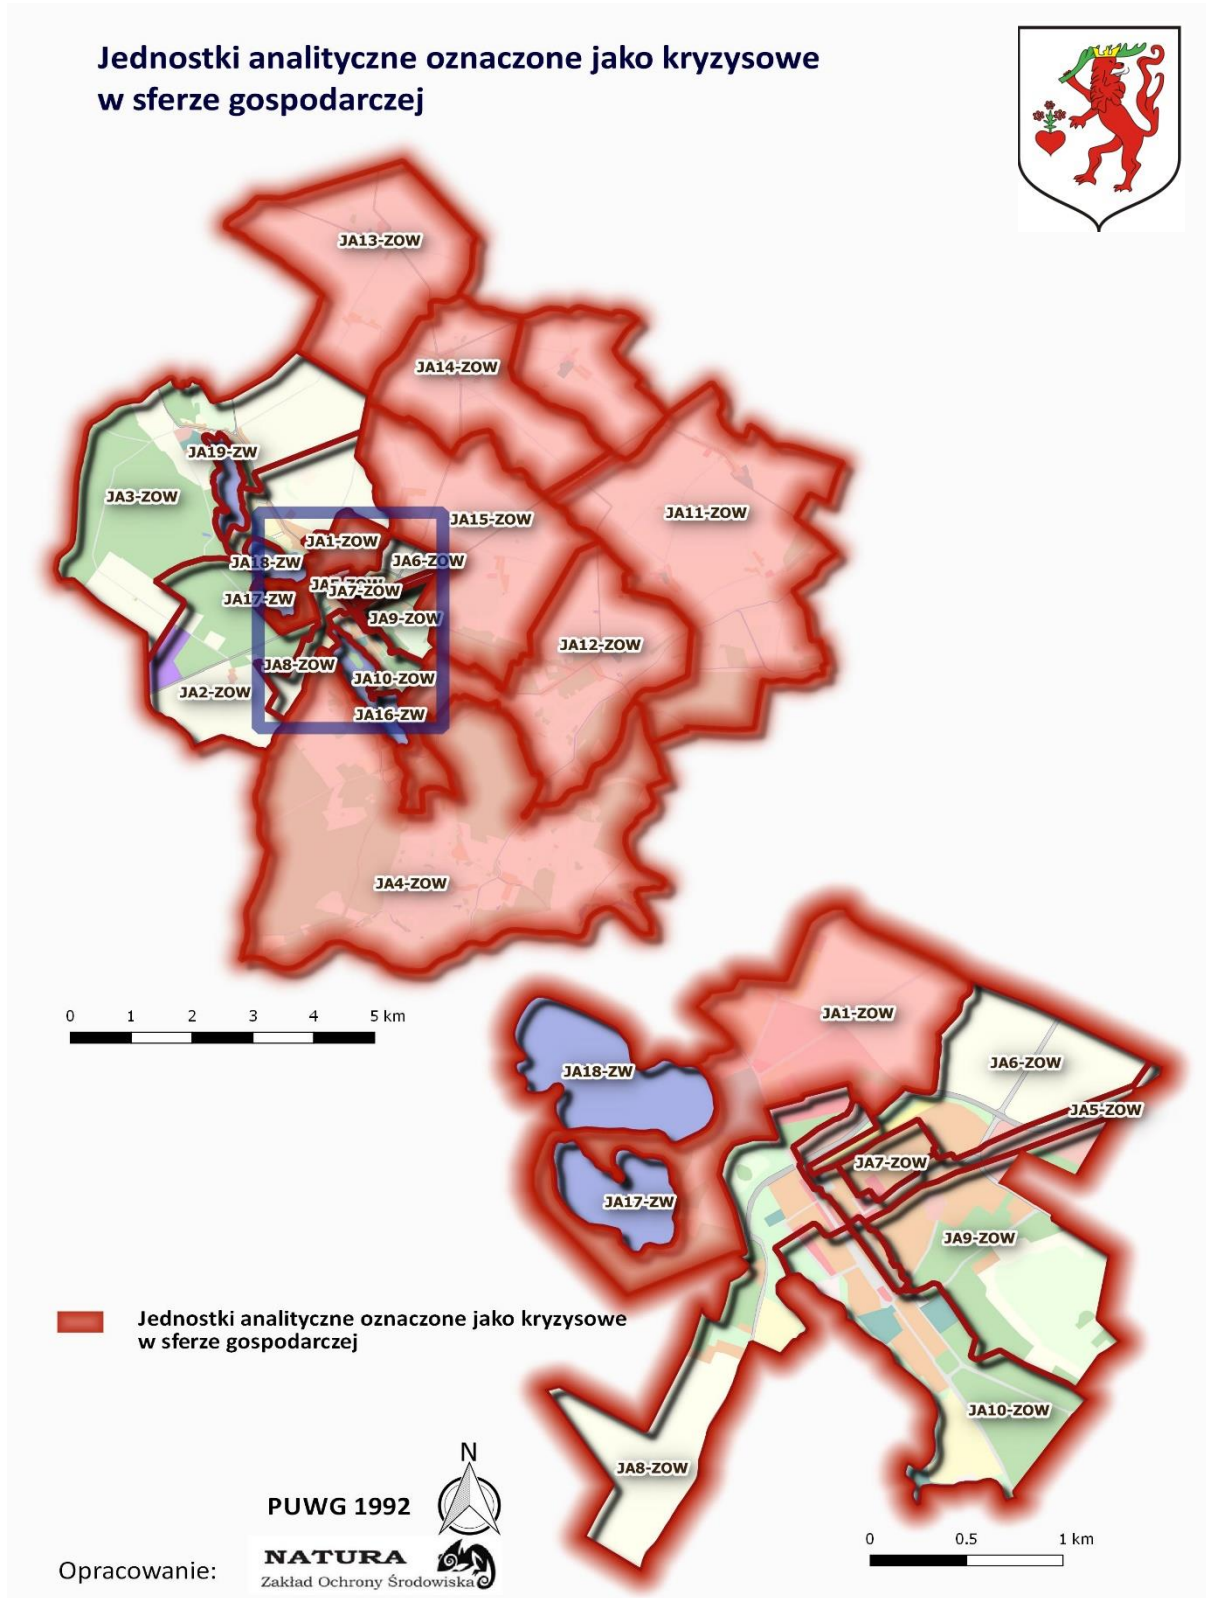 Jednostki analityczne oznaczone jako kryzysowe
w sferze gospodarczej
JA13-ZOW
JA14-ZOW
JA19-ZW
JA3-ZOW
JA11-ZOW
JA15-ZOW
JA1-ZOW
JA6-ZOW
JA18-ZW
JA7-ZOW
JA17-ZW
JA9-ZOW
JA12-ZOW
JA8-ZOW
JA10-ZOW
JA2-ZOW
JA16-ZW
JA4-ZOW
0 1 2 3 4 5 km
JA1-ZOW
JA6-ZOW
JA18-ZW
JA5-ZOW
JA7-ZOW
JA17-ZW
JA9-ZOW
JA10-ZOW
JA8-ZOW
Jednostki analityczne oznaczone jako kryzysowe
w sferze gospodarczej
N
PUWG 1992
0 0.5 1 km
Opracowanie:
NATURA
Zakład Ochrony Środowiska